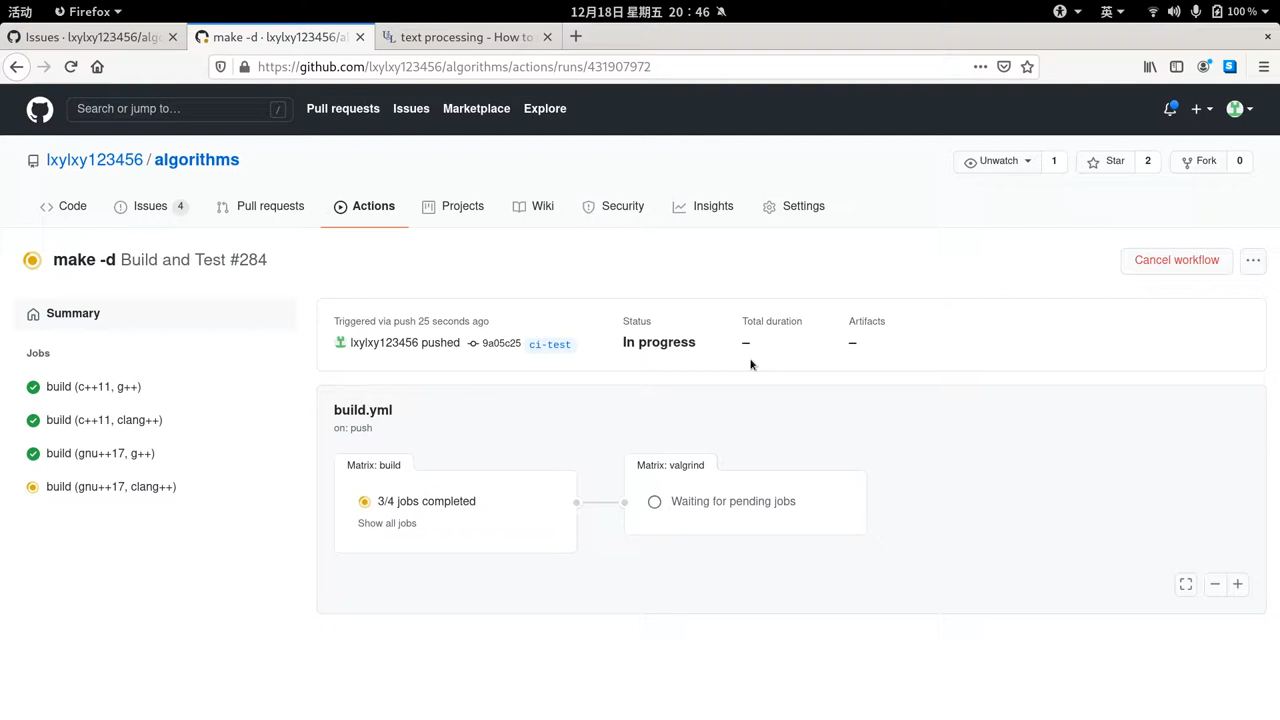 活动 Firefox 12月18日 星期五 20：46 英 100 %
Issues · lxylxy123456/algo make -d · lxylxy123456/al text processing - How to
https://github.com/lxylxy123456/algorithms/actions/runs/431907972
Search or jump to… / Pull requests Issues Marketplace Explore
lxylxy123456 / algorithms Unwatch 1 Star 2 Fork 0
Code Issues 4 Pull requests Actions Projects Wiki Security Insights Settings
make -d Build and Test #284 Cancel workflow
Summary
Jobs
build (c++11, g++)
build (c++11, clang++)
build (gnu++17, g++)
build (gnu++17, clang++)
Triggered via push 25 seconds ago Status Total duration Artifacts
lxylxy123456 pushed 9a05c25 ci-test In progress – –
build.yml
on: push
Matrix: build Matrix: valgrind
3/4 jobs completed Waiting for pending jobs
Show all jobs